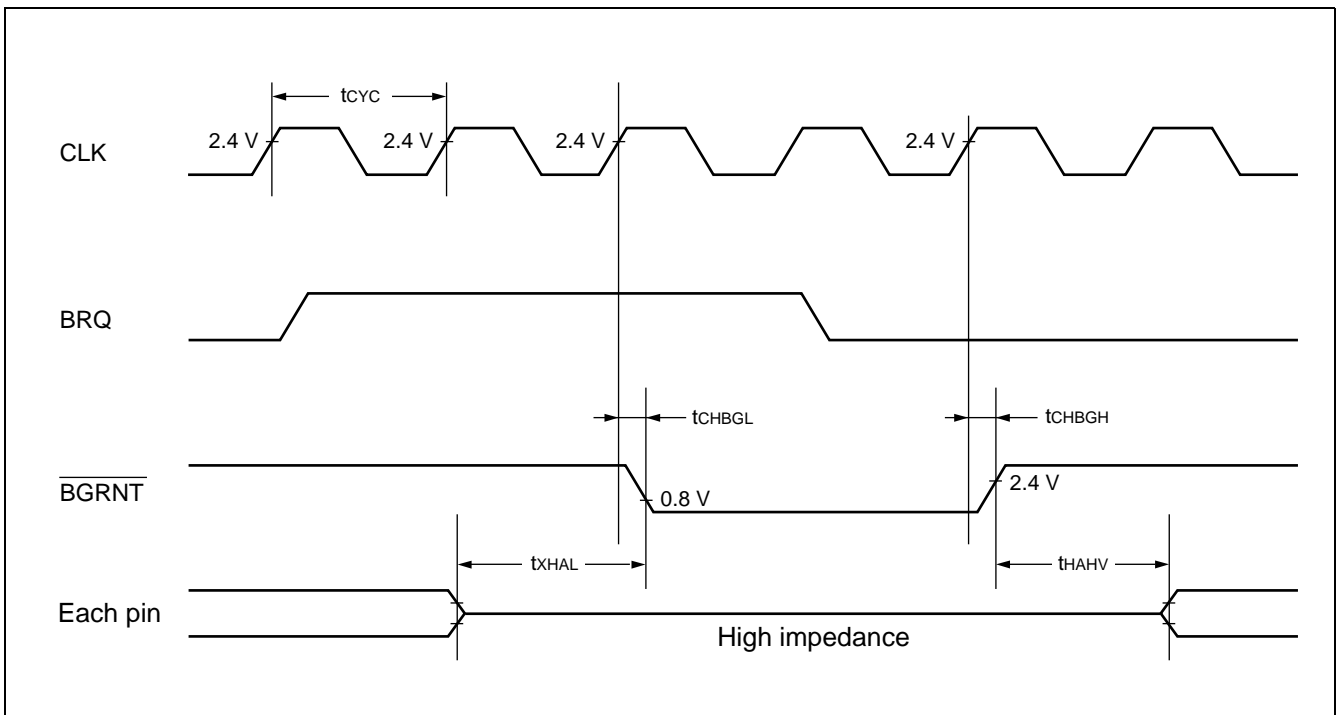 tCYC
CLK
2.4 V
2.4 V
2.4 V
2.4 V
BRQ
tCHBGL
tCHBGH
BGRNT
0.8 V
2.4 V
tXHAL
tHAHV
Each pin
High impedance